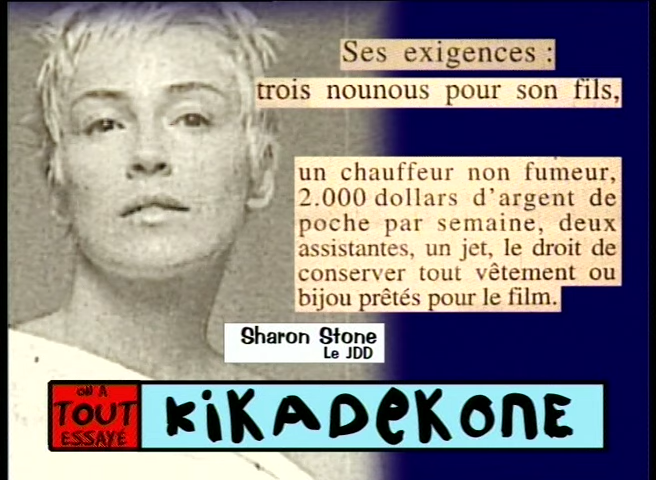 Ses exigences :
trois nounous pour son fils,
un chauffeur non fumeur,
2.000 dollars d'argent de
poche par semaine, deux
assistantes, un jet, le droit de
conserver tout vêtement ou
bijou prêtés pour le film.
Sharon Stone
Le JDD
ON A
TOUT
ESSAYÉ
KiKADeKONE